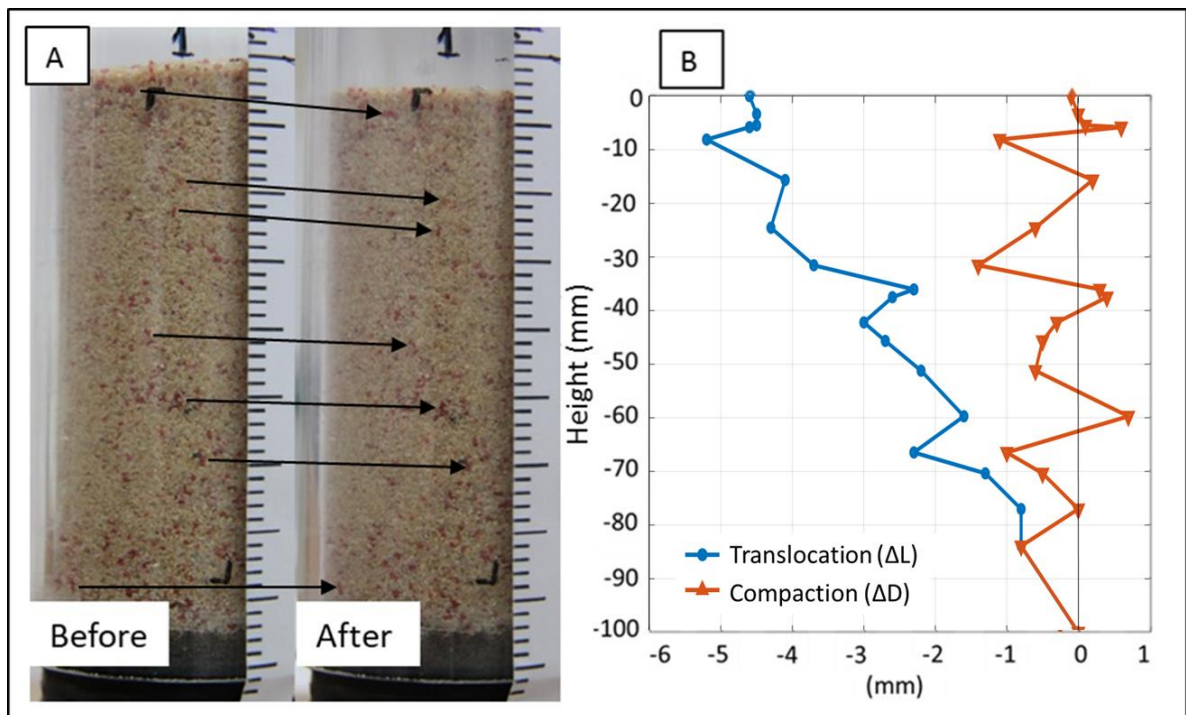 A
1
1
Before
After
B
Height (mm)
0
-10
-20
-30
-40
-50
-60
-70
-80
-90
-100
Translocation (ΔL)
Compaction (ΔD)
-6 -5 -4 -3 -2 -1 0 1
(mm)